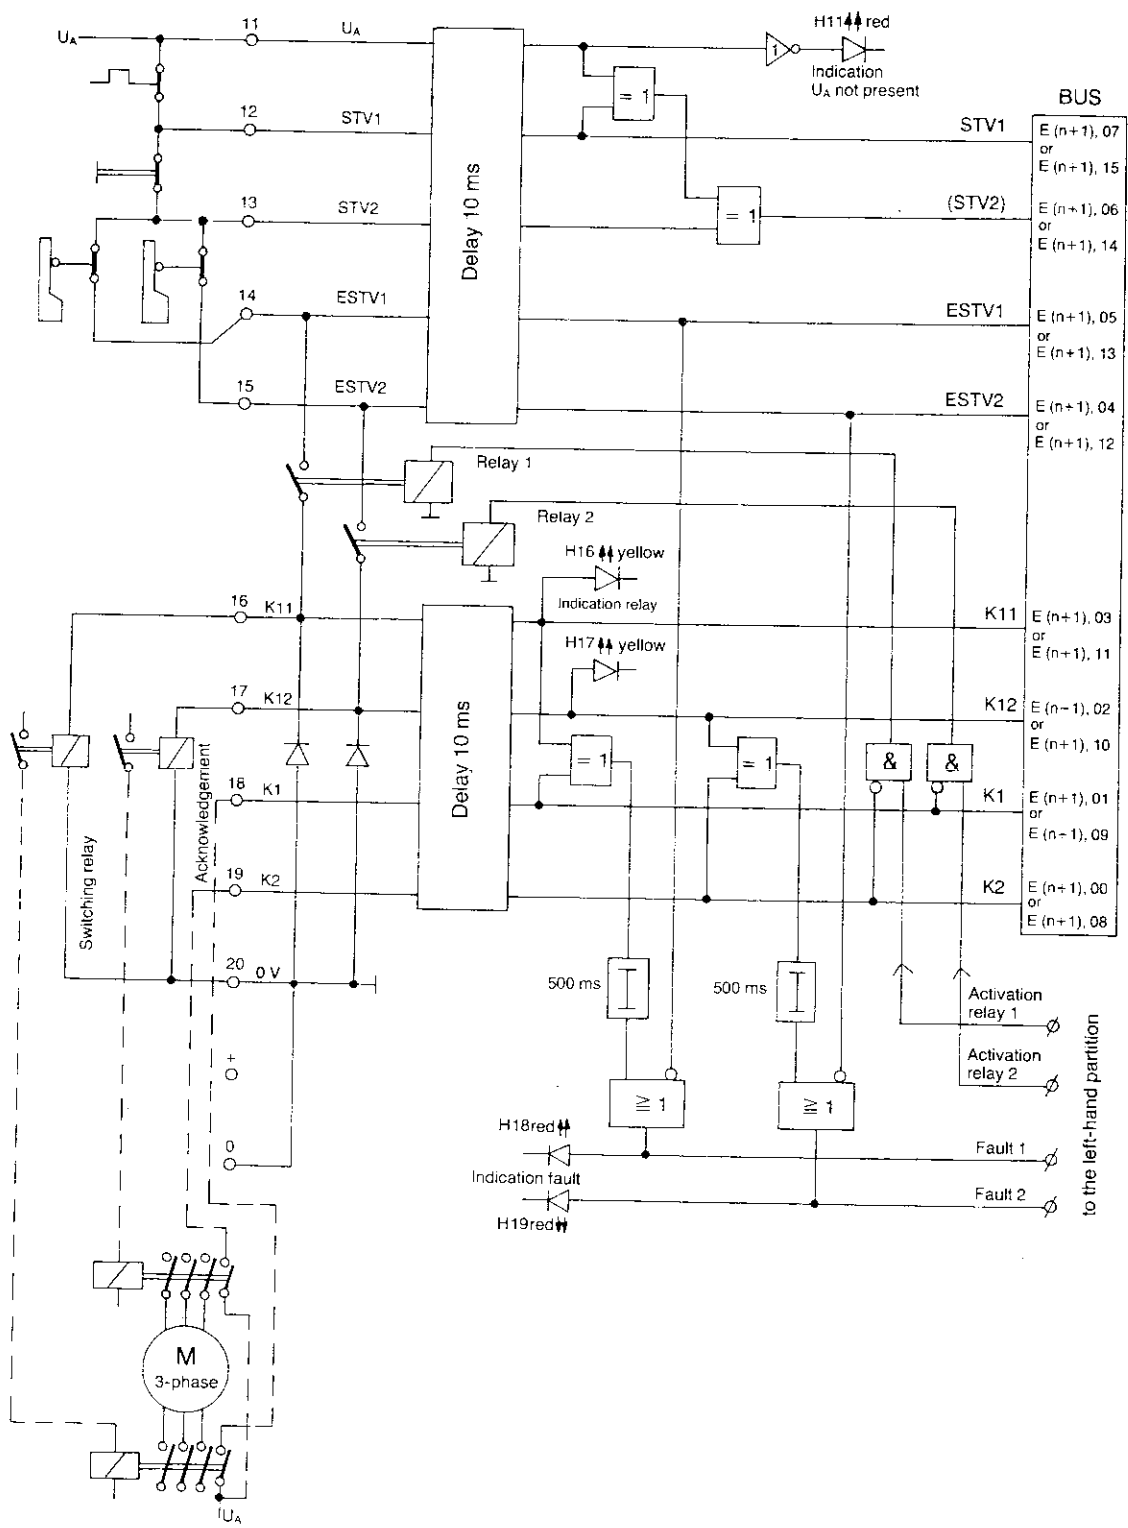 11
U_A
U_A
H11 red
1
Indication
U_A not present
= 1
BUS
12
STV1
STV1
E (n+1), 07
or
E (n+1), 15
Delay 10 ms
13
STV2
= 1
(STV2)
E (n+1), 06
or
E (n+1), 14
14
ESTV1
ESTV1
E (n+1), 05
or
E (n+1), 13
15
ESTV2
ESTV2
E (n+1), 04
or
E (n+1), 12
Relay 1
Relay 2
H16 yellow
Indication relay
16
K11
K11
E (n+1), 03
or
E (n+1), 11
H17 yellow
17
K12
K12
E (n-1), 02
or
E (n+1), 10
Delay 10 ms
= 1
= 1
&
&
18
K1
K1
E (n+1), 01
or
E (n+1), 09
Acknowledgement
Switching relay
19
K2
K2
E (n+1), 00
or
E (n+1), 08
20
0 V
500 ms
500 ms
Activation
relay 1
Activation
relay 2
to the left-hand partition
+
≧ 1
≧ 1
0
H18red
Indication fault
H19red
Fault 1
Fault 2
M
3-phase
U_A